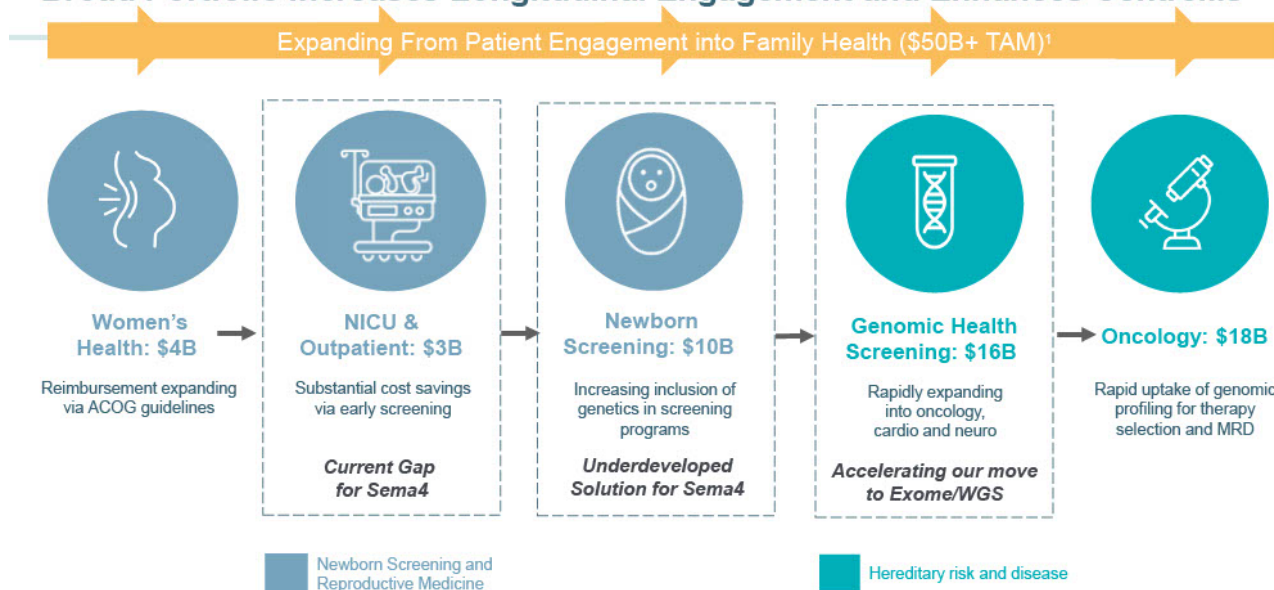 Expanding From Patient Engagement into Family Health ($50B+ TAM)¹
Women's
Health: $4B
Reimbursement expanding
via ACOG guidelines
NICU &
Outpatient: $3B
Substantial cost savings
via early screening
Current Gap
for Sema4
Newborn
Screening: $10B
Increasing inclusion of
genetics in screening
programs
Underdeveloped
Solution for Sema4
Genomic Health
Screening: $16B
Rapidly expanding
into oncology,
cardio and neuro
Accelerating our move
to Exome/WGS
Oncology: $18B
Rapid uptake of genomic
profiling for therapy
selection and MRD
Newborn Screening and
Reproductive Medicine
Hereditary risk and disease